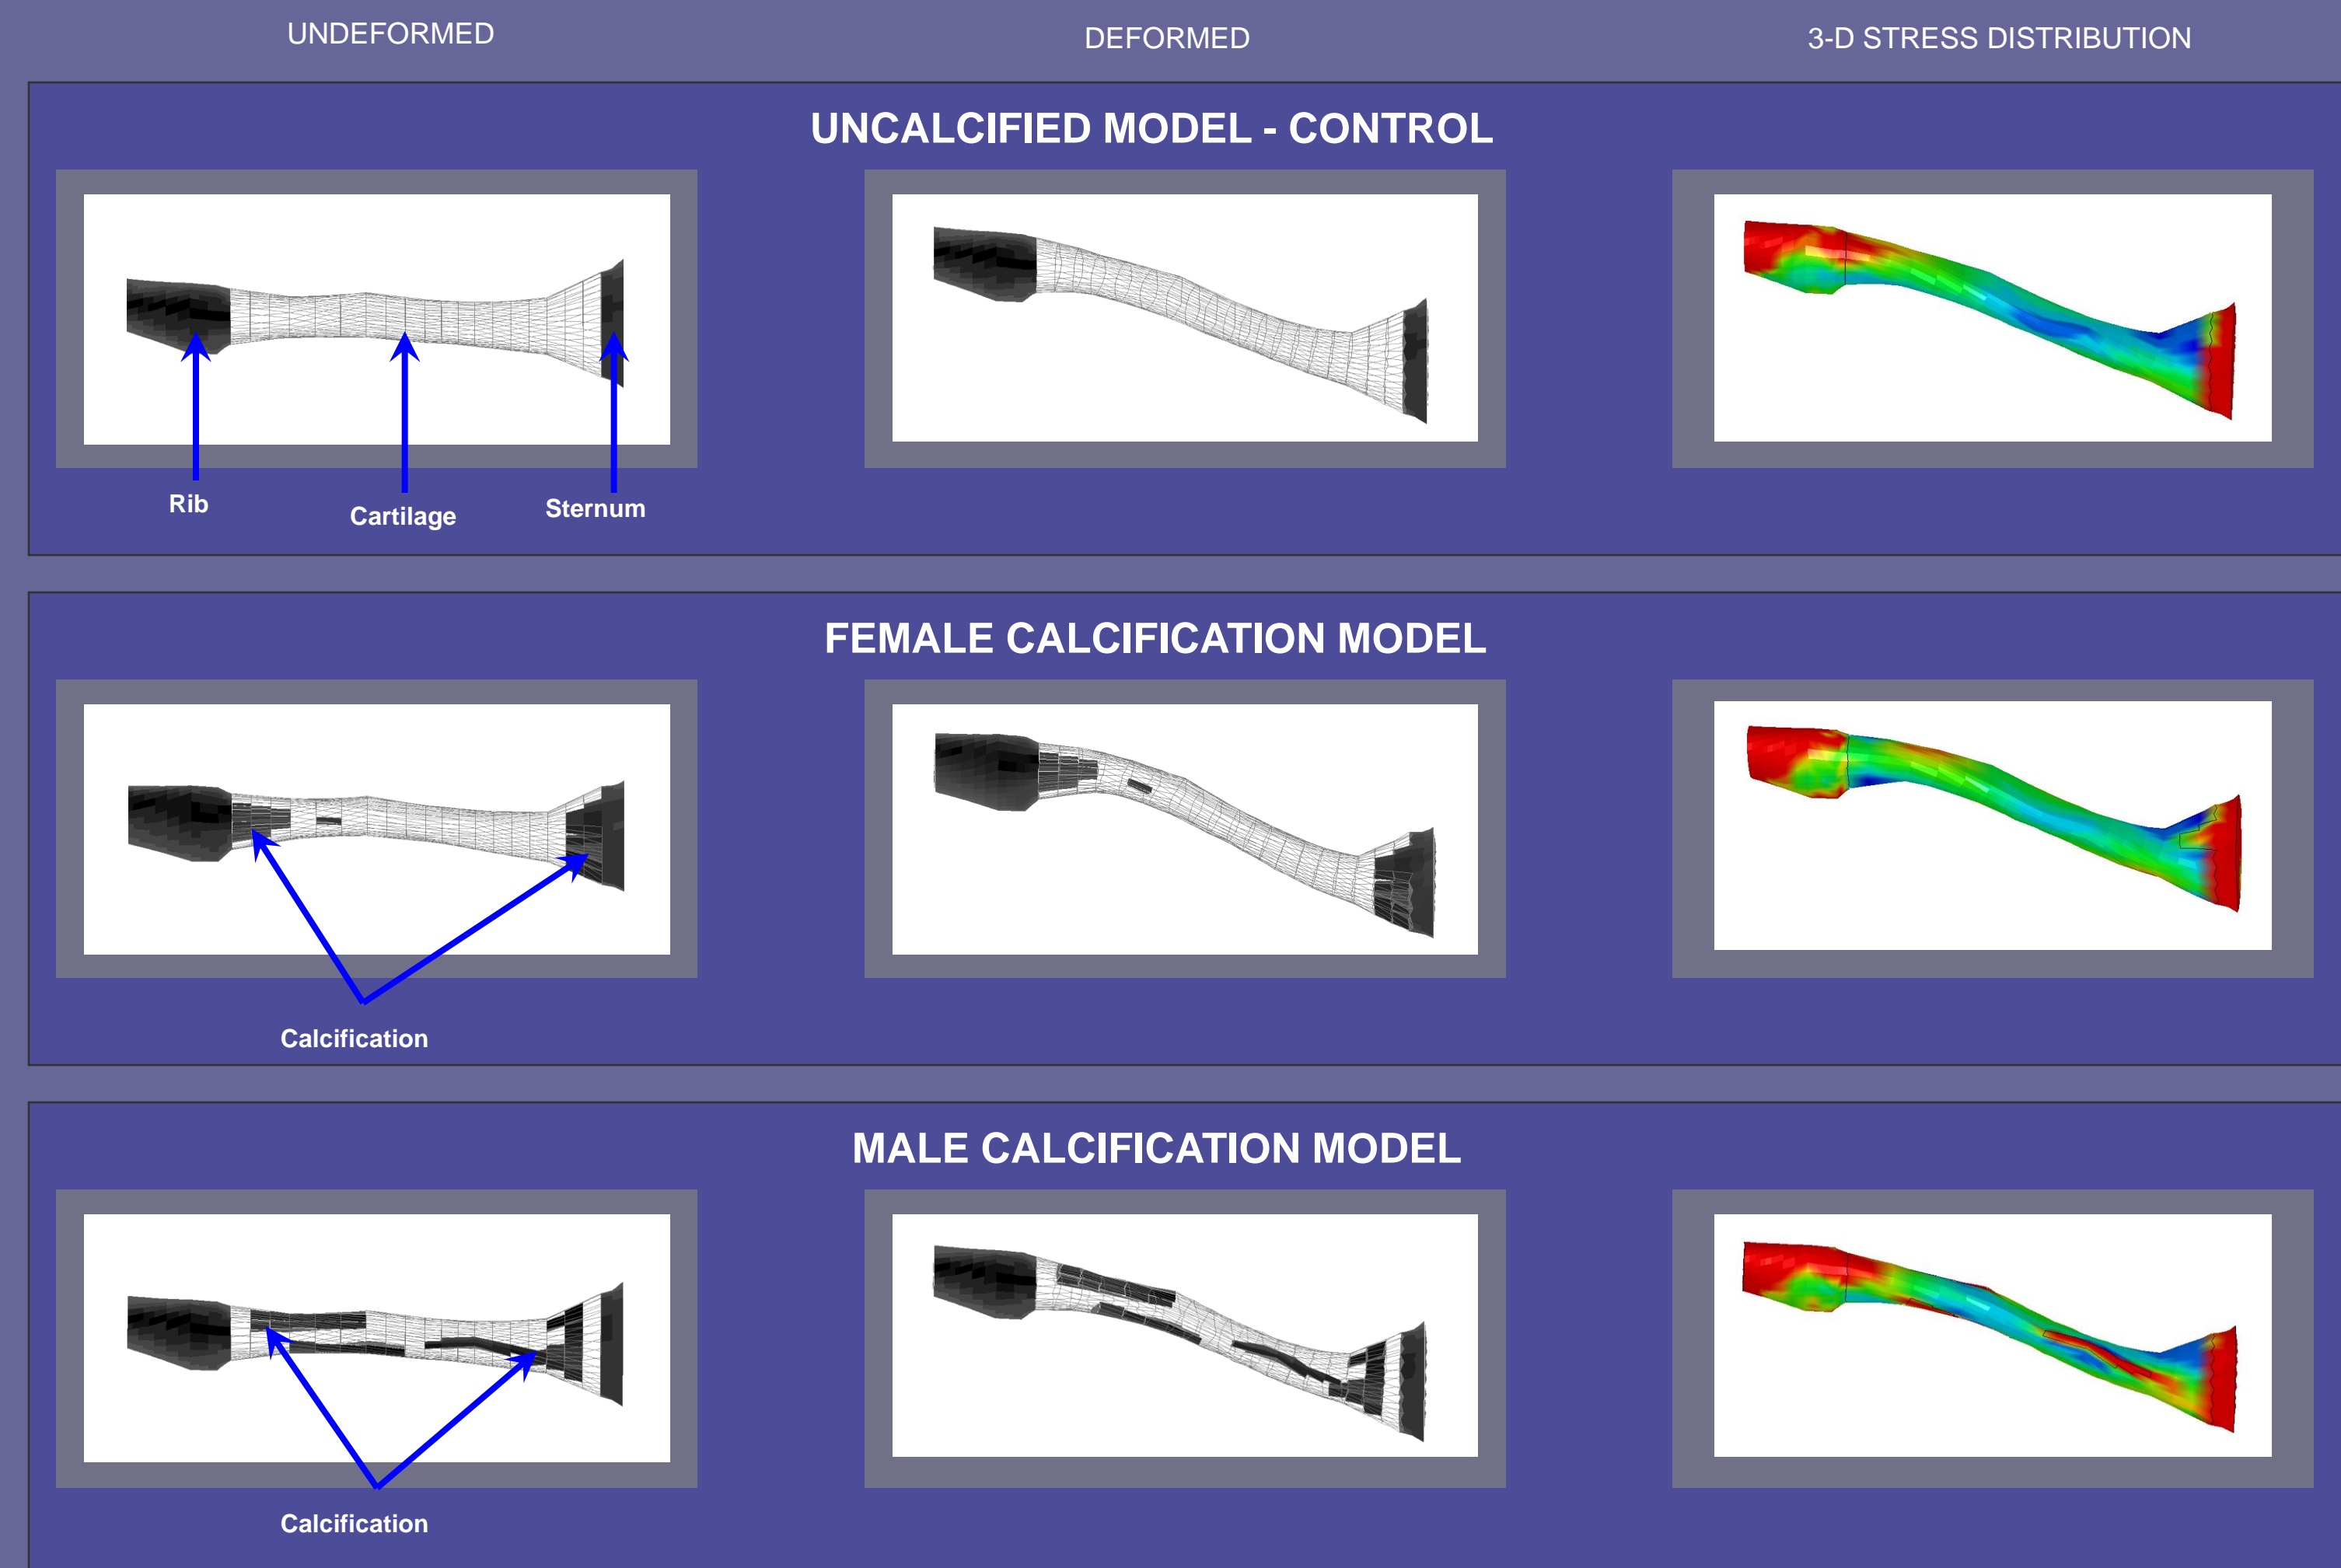 UNDEFORMED
DEFORMED
3-D STRESS DISTRIBUTION
UNCALCIFIED MODEL - CONTROL
Rib
Cartilage
Sternum
FEMALE CALCIFICATION MODEL
Calcification
MALE CALCIFICATION MODEL
Calcification